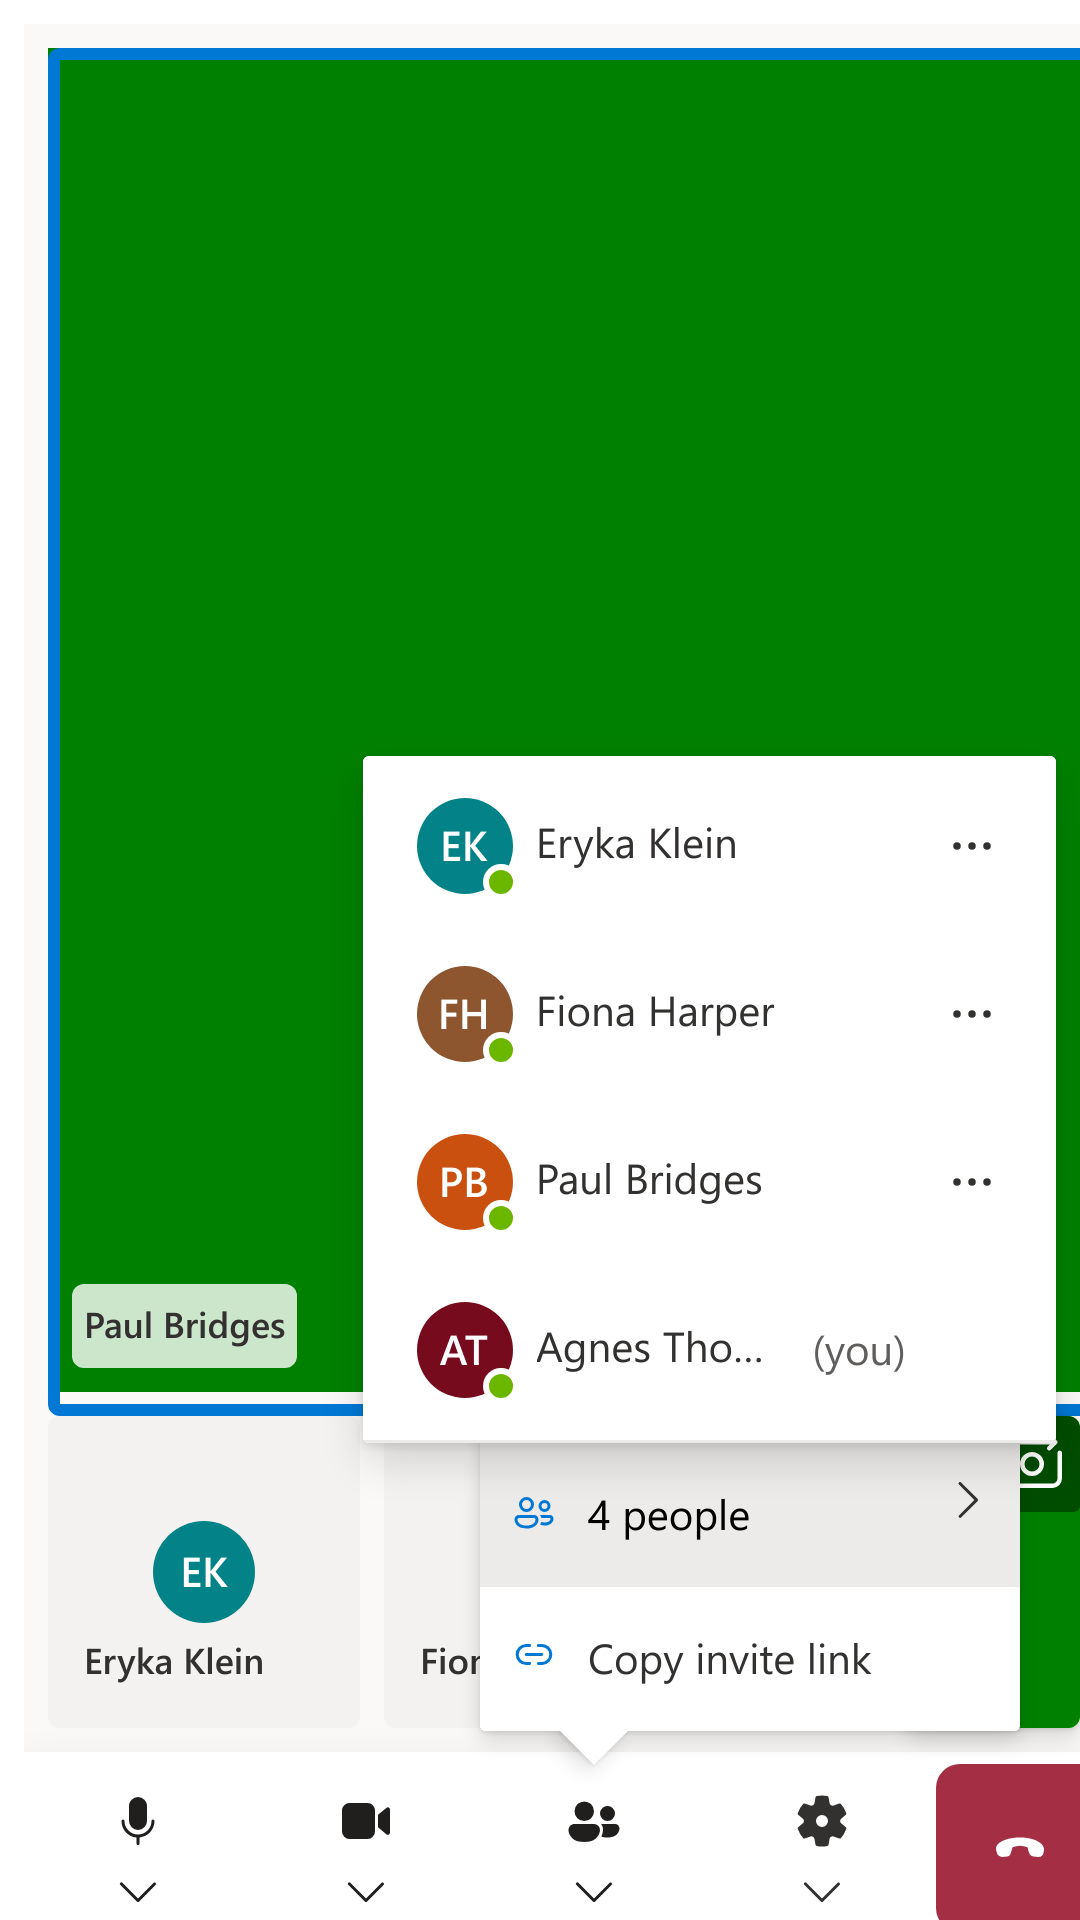 EK Eryka Klein
FH Fiona Harper
PB Paul Bridges
Paul Bridges
AT Agnes Tho... (you)
4 people
EK
Eryka Klein
Fior
Copy invite link